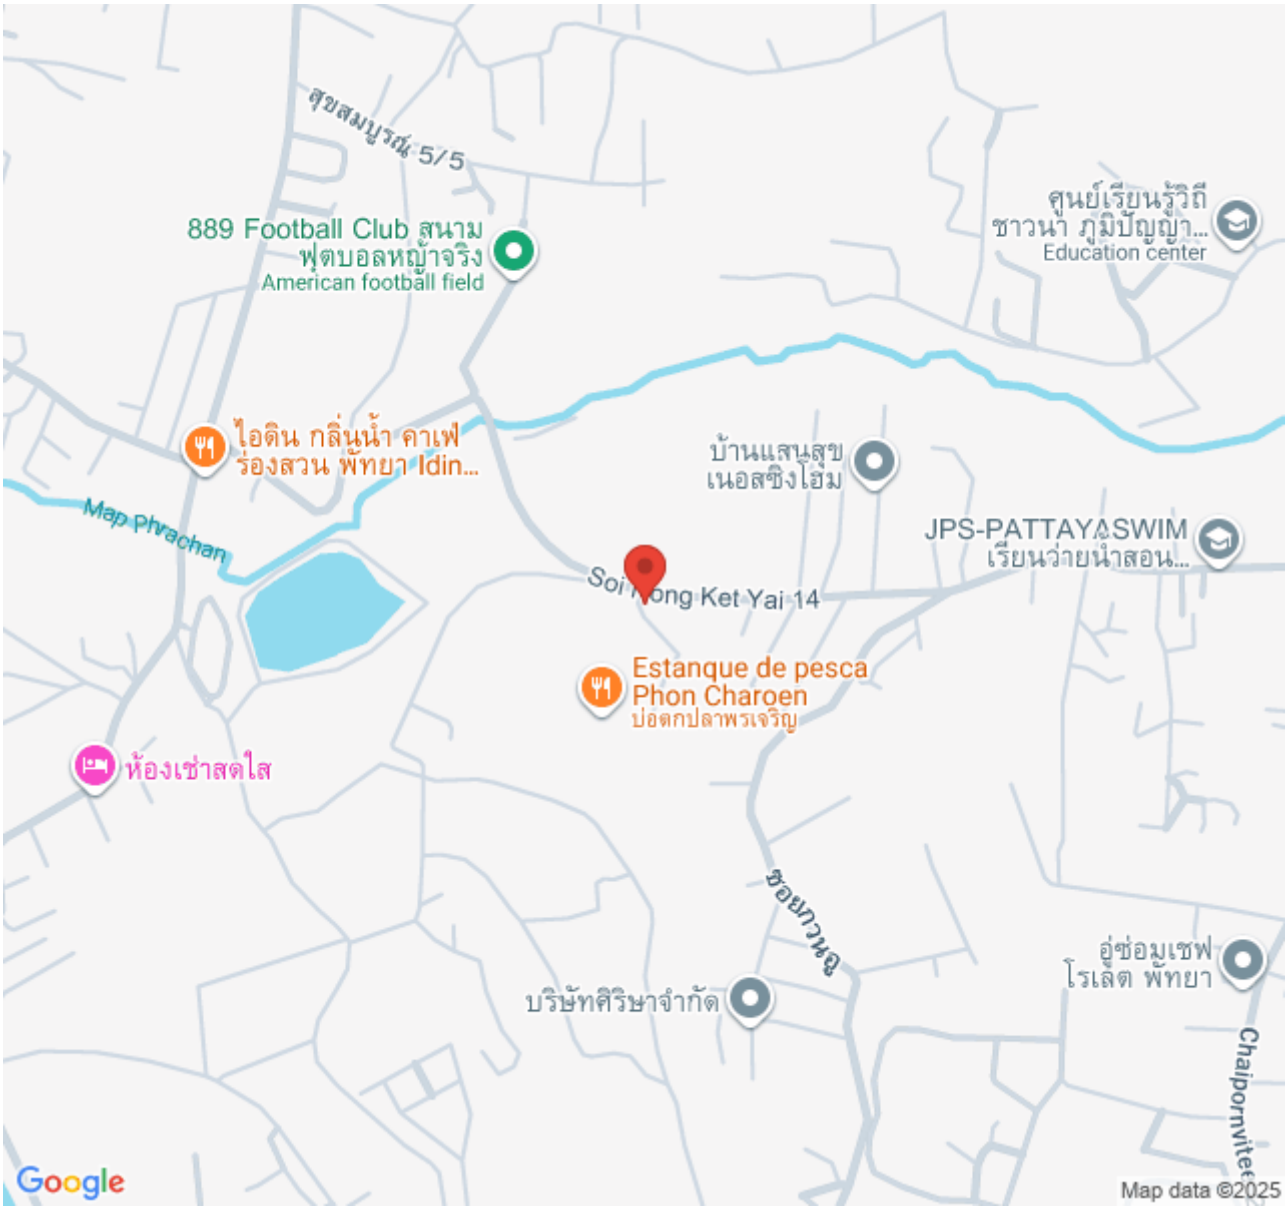 สุขสมบูรณ์ 5/5
889 Football Club สนาม
ฟุตบอลหญ้าจริง
American football field
ศูนย์เรียนรู้วิถี
ชาวนา ภูมิปัญญา...
Education center
ไอดิน กลิ่นน้ำ คาเฟ่
ร่องสวน พัทยา Idin...
บ้านแสนสุข
เนอสซิงโฮม
Map Phrachan
JPS-PATTAYASWIM
เรียนว่ายน้ำสอน...
Soi Nong Ket Yai 14
Estanque de pesca
Phon Charoen
บ่อตกปลาพรเจริญ
ห้องเช่าสดใส
ซอยกวนอู
อู่ซ่อมเชฟ
โรเล็ต พัทยา
บริษัทศิริษาจำกัด
Chaipornvitee
Google
Map data ©2025